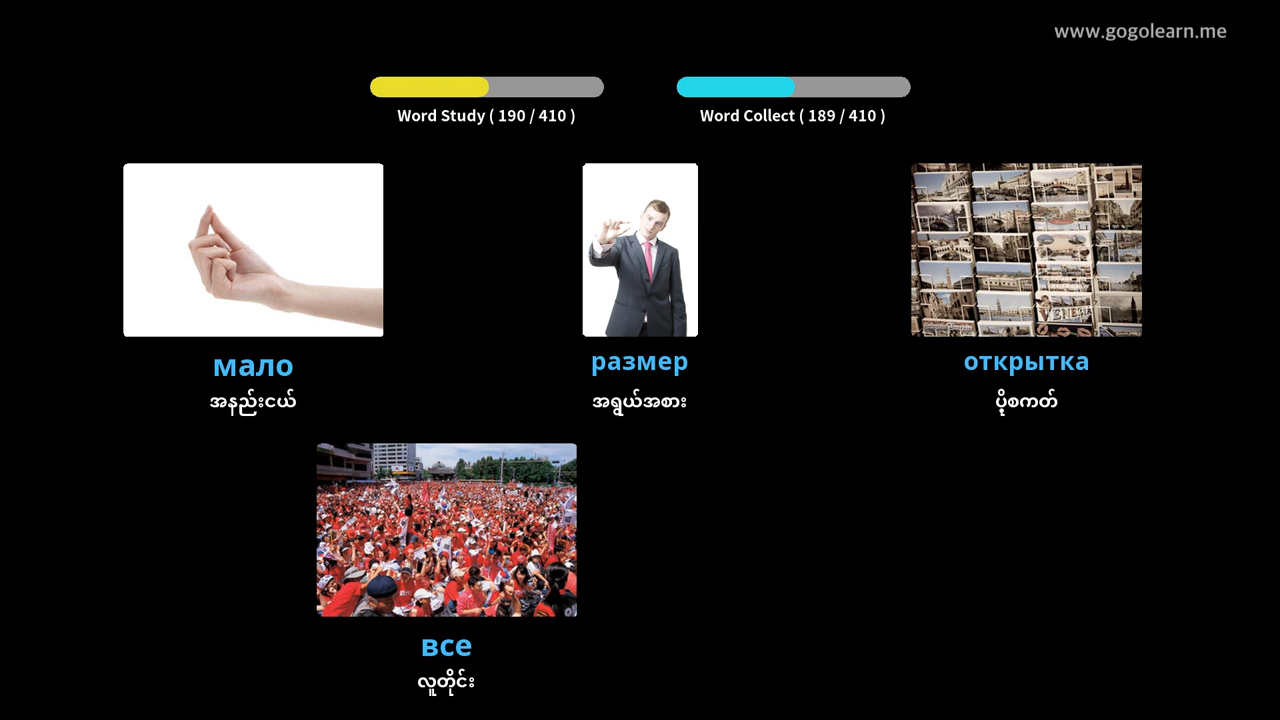 www.gogolearn.me
Word Study ( 190 / 410 )
Word Collect ( 189 / 410 )
VENEZIA
мало
အနည်းငယ်
размер
အရွယ်အစား
открытка
ပို့စကတ်
все
လူတိုင်း